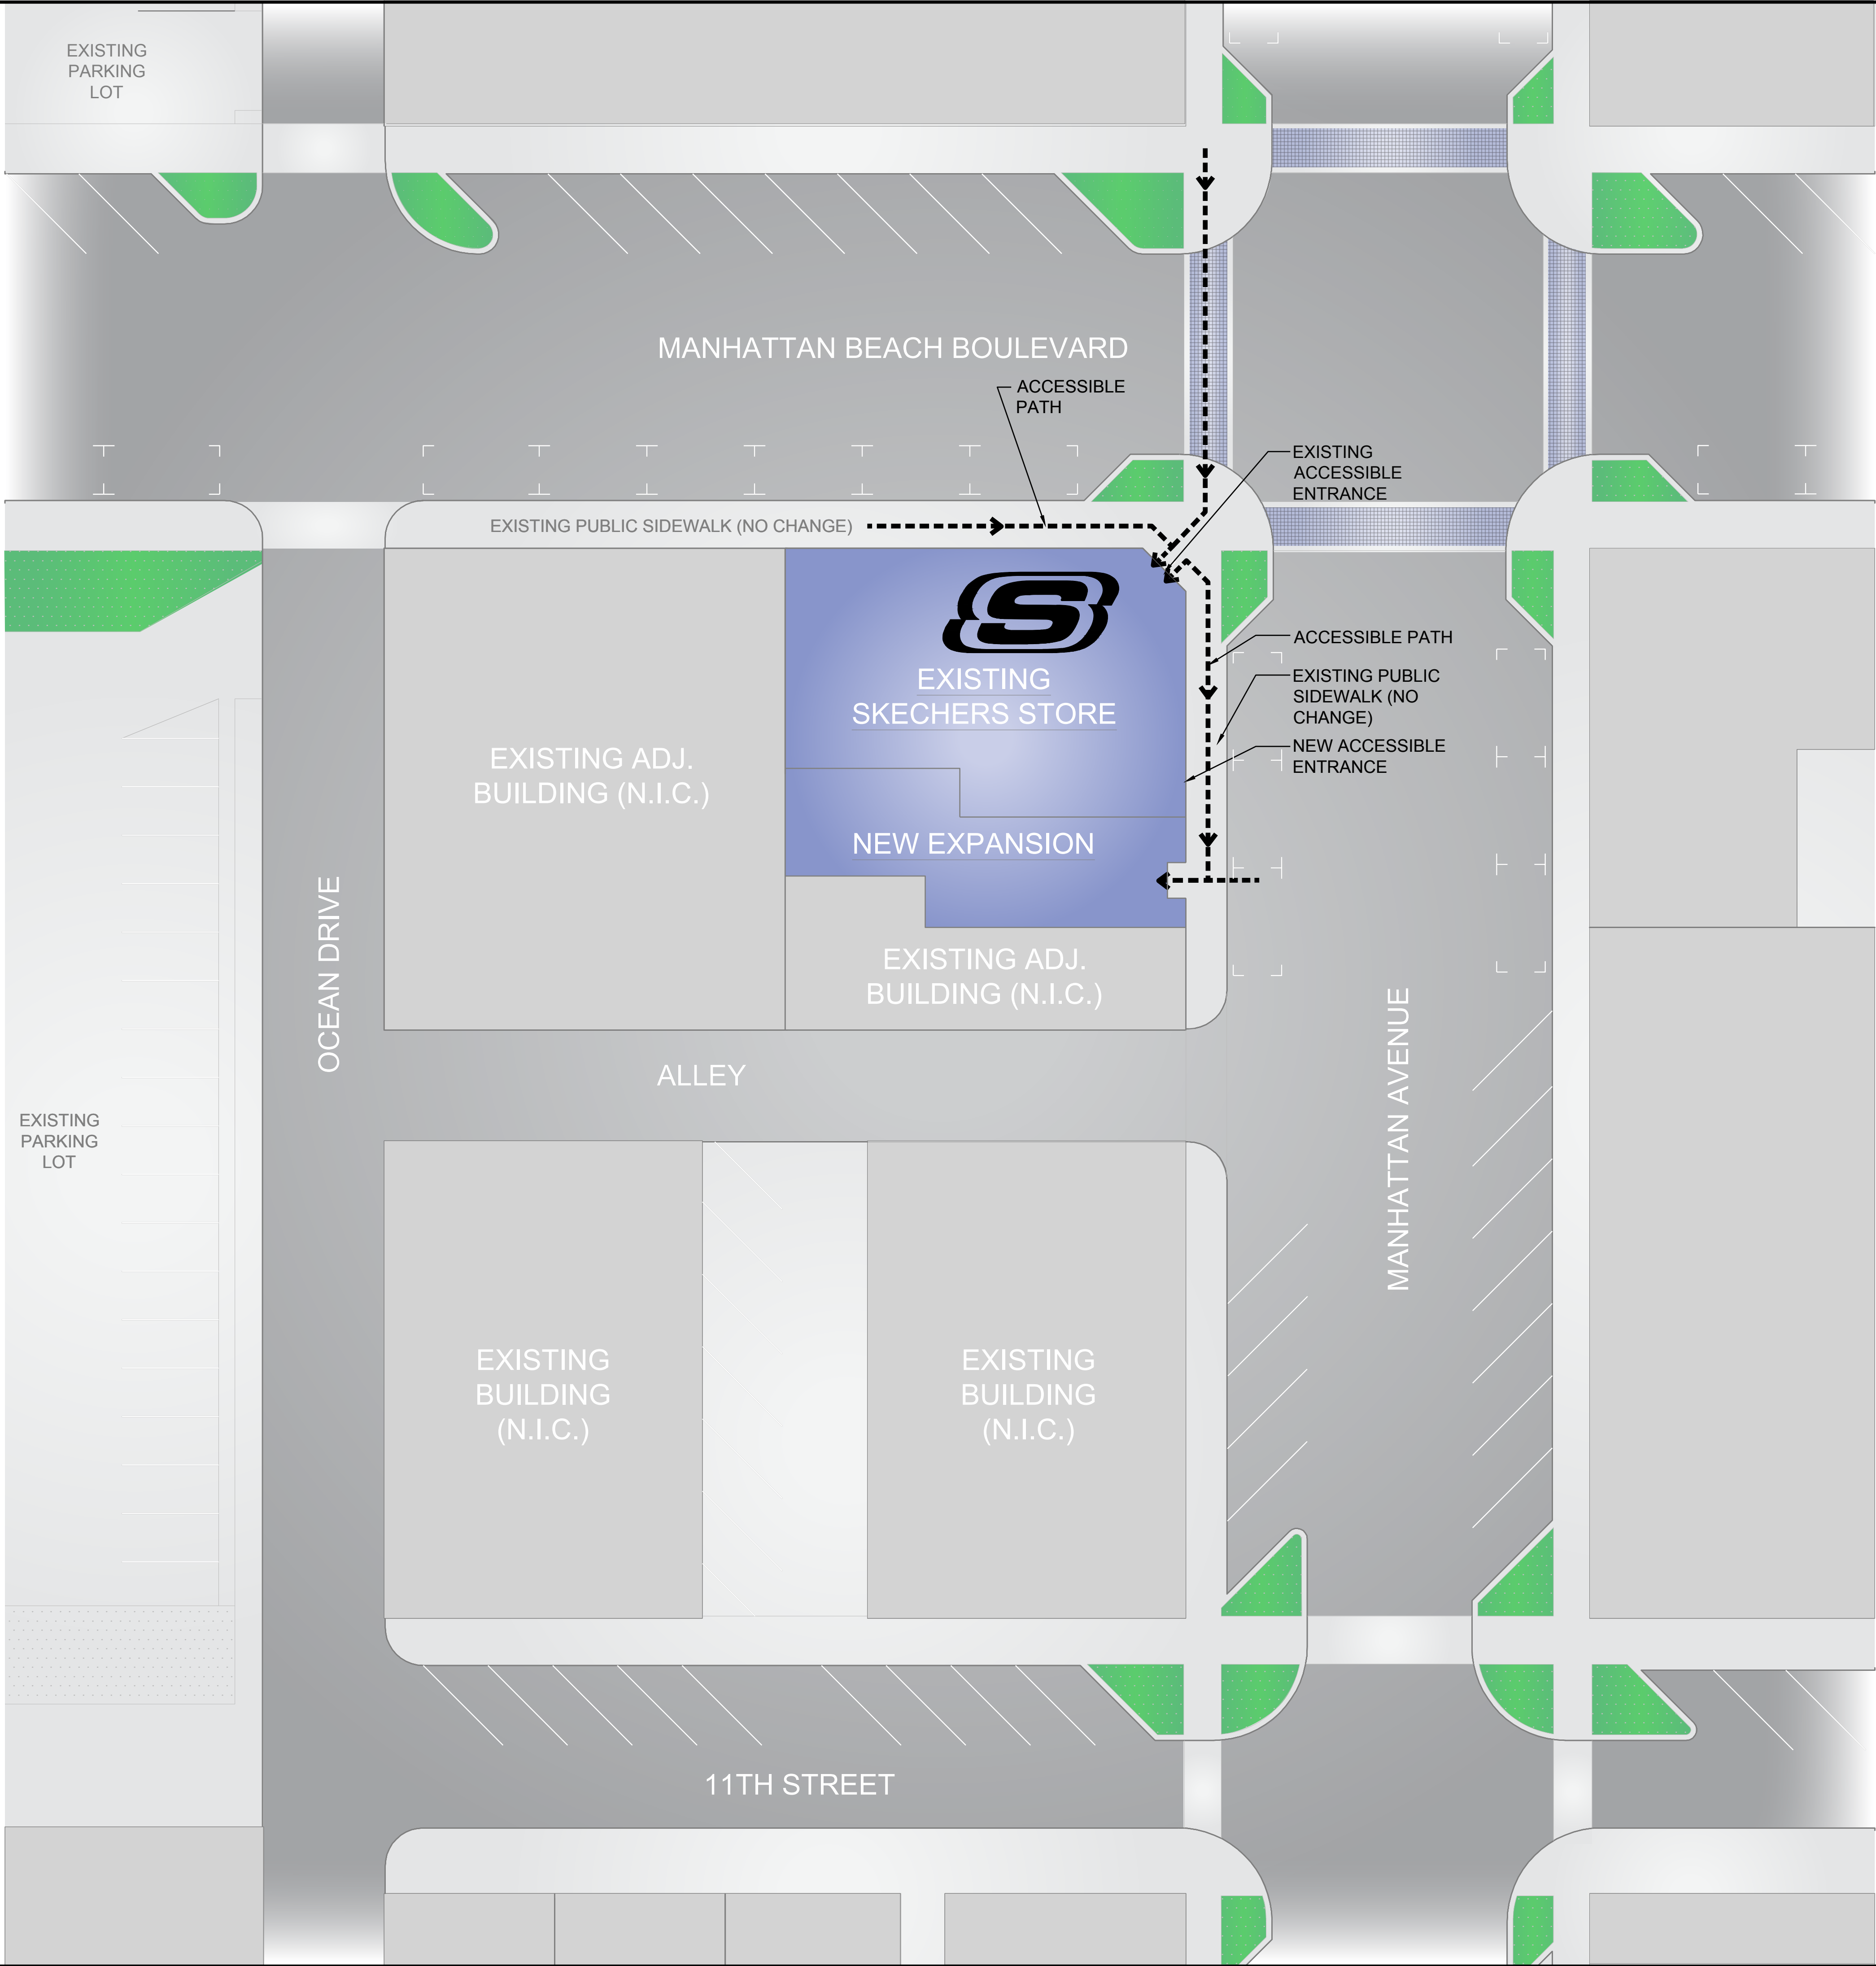 EXISTING
PARKING
LOT
MANHATTAN BEACH BOULEVARD
ACCESSIBLE
PATH
EXISTING
ACCESSIBLE
ENTRANCE
EXISTING PUBLIC SIDEWALK (NO CHANGE)
S
EXISTING
SKECHERS STORE
ACCESSIBLE PATH
EXISTING PUBLIC
SIDEWALK (NO
CHANGE)
NEW ACCESSIBLE
ENTRANCE
EXISTING ADJ.
BUILDING (N.I.C.)
NEW EXPANSION
EXISTING ADJ.
BUILDING (N.I.C.)
OCEAN DRIVE
ALLEY
MANHATTAN AVENUE
EXISTING
PARKING
LOT
EXISTING
BUILDING
(N.I.C.)
EXISTING
BUILDING
(N.I.C.)
11TH STREET